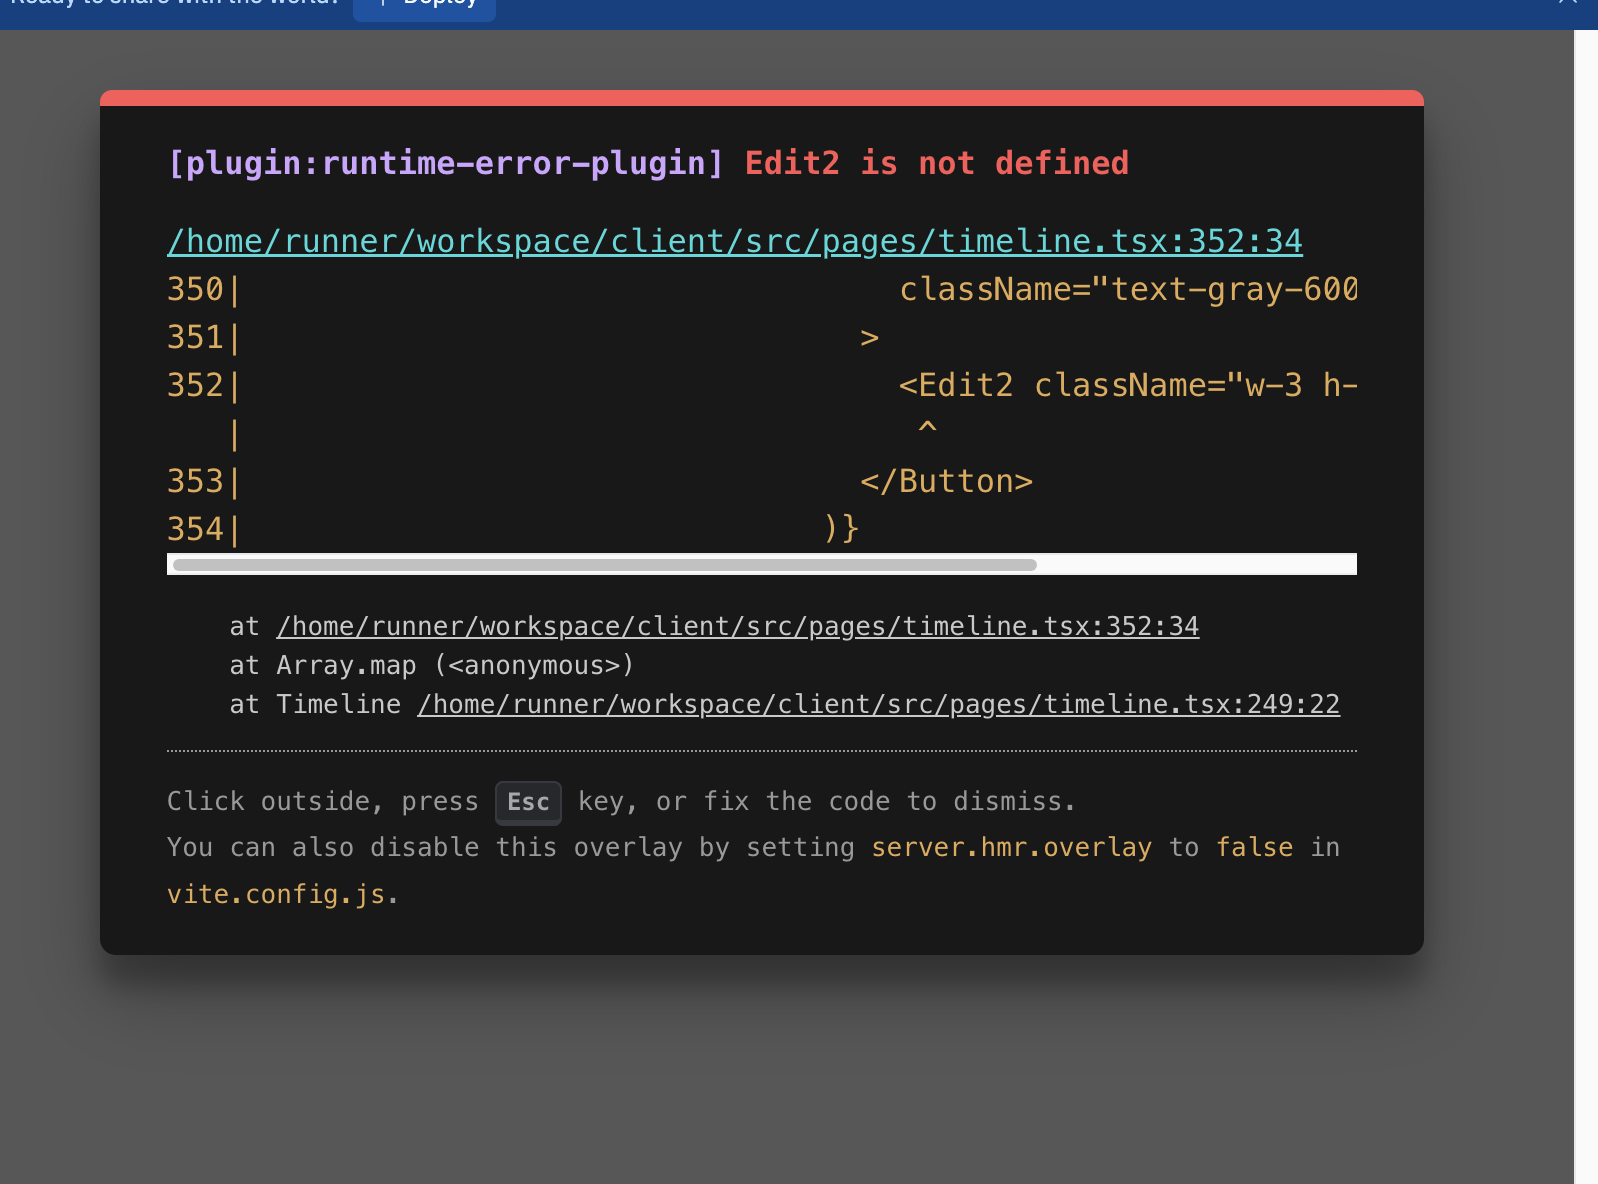 Ready to share with the world? Deploy
[plugin:runtime-error-plugin] Edit2 is not defined
/home/runner/workspace/client/src/pages/timeline.tsx:352:34
350|                                  className="text-gray-600
351|                                >
352|                                  <Edit2 className="w-3 h-
   |                                   ^
353|                                </Button>
354|                              )}
    at /home/runner/workspace/client/src/pages/timeline.tsx:352:34
    at Array.map (<anonymous>)
    at Timeline /home/runner/workspace/client/src/pages/timeline.tsx:249:22
Click outside, press Esc key, or fix the code to dismiss.
You can also disable this overlay by setting server.hmr.overlay to false in
vite.config.js.